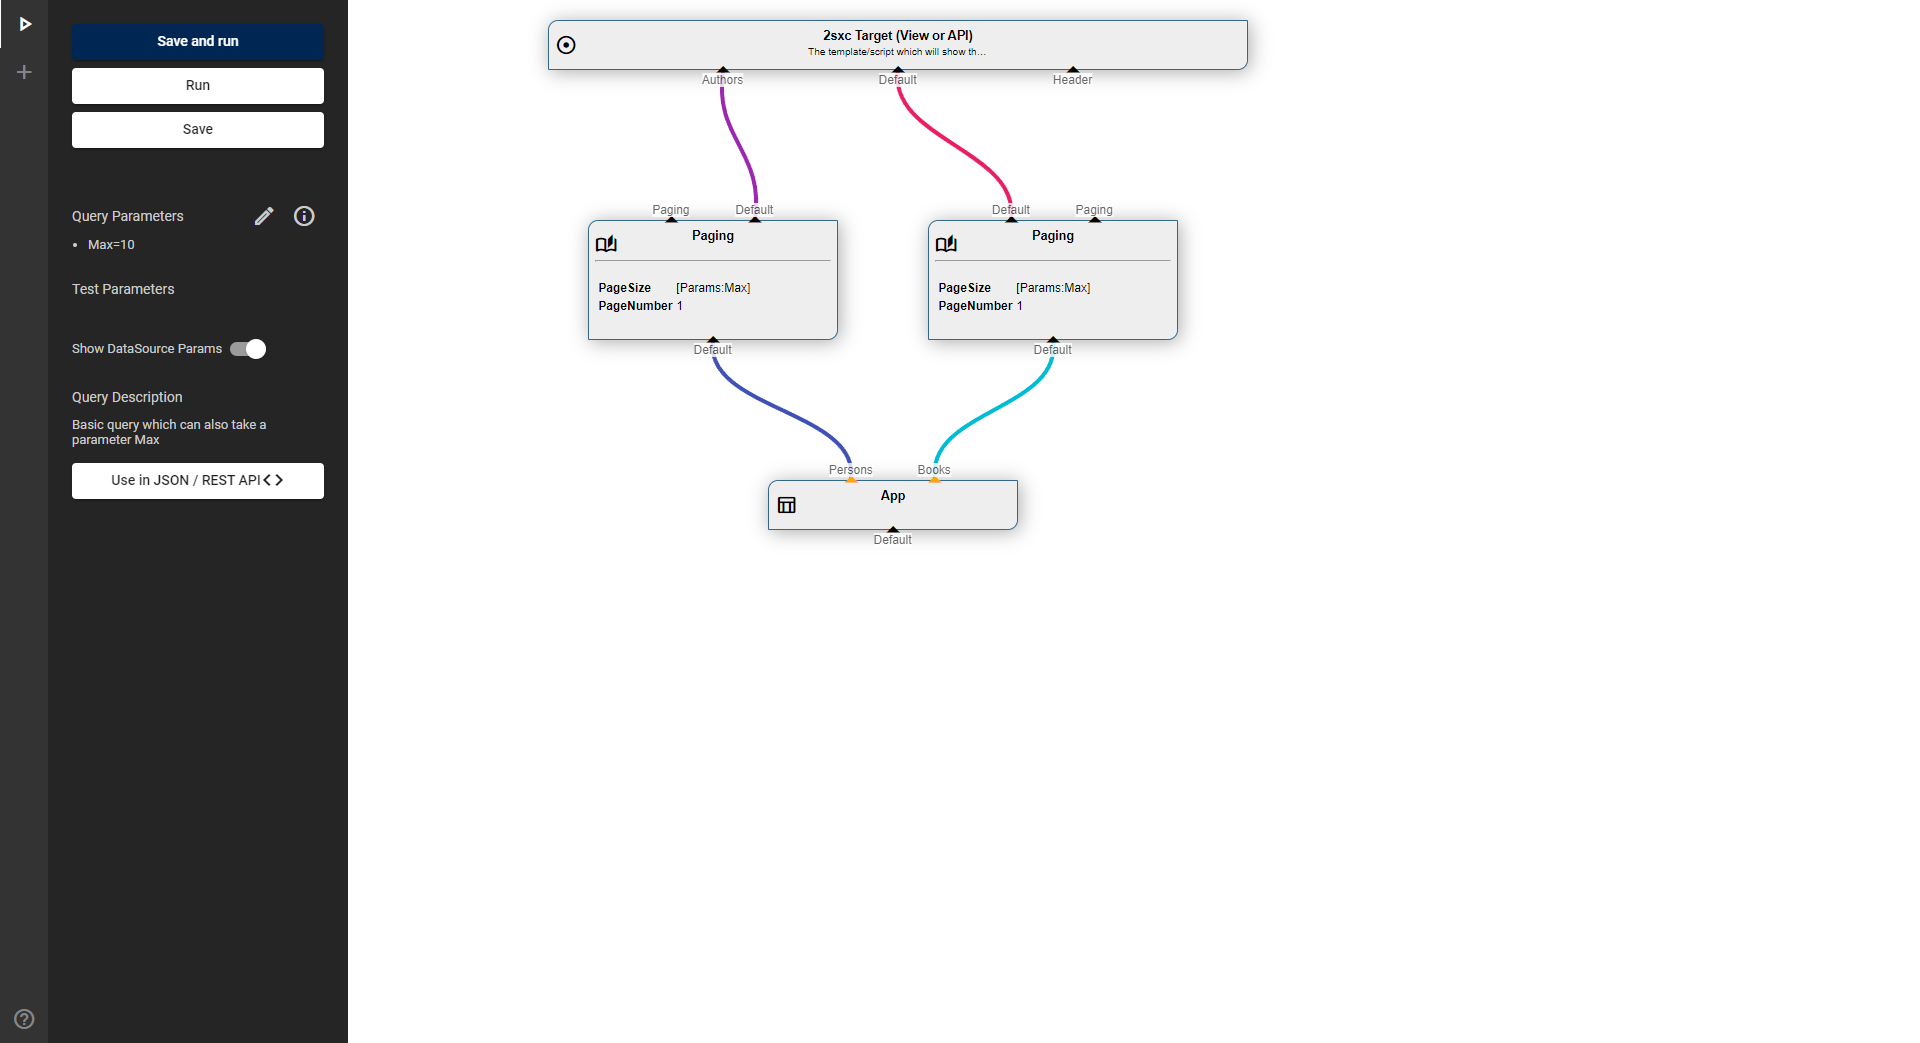 Save and run
Run
Save
Query Parameters
• Max=10
Test Parameters
Show DataSource Params
Query Description
Basic query which can also take a
parameter Max
Use in JSON / REST API
2sxc Target (View or API)
The template/script which will show th...
Authors
Default
Header
Paging
Default
Default
Paging
Paging
PageSize [Params:Max]
PageNumber 1
Default
Paging
PageSize [Params:Max]
PageNumber 1
Default
Persons
Books
App
Default